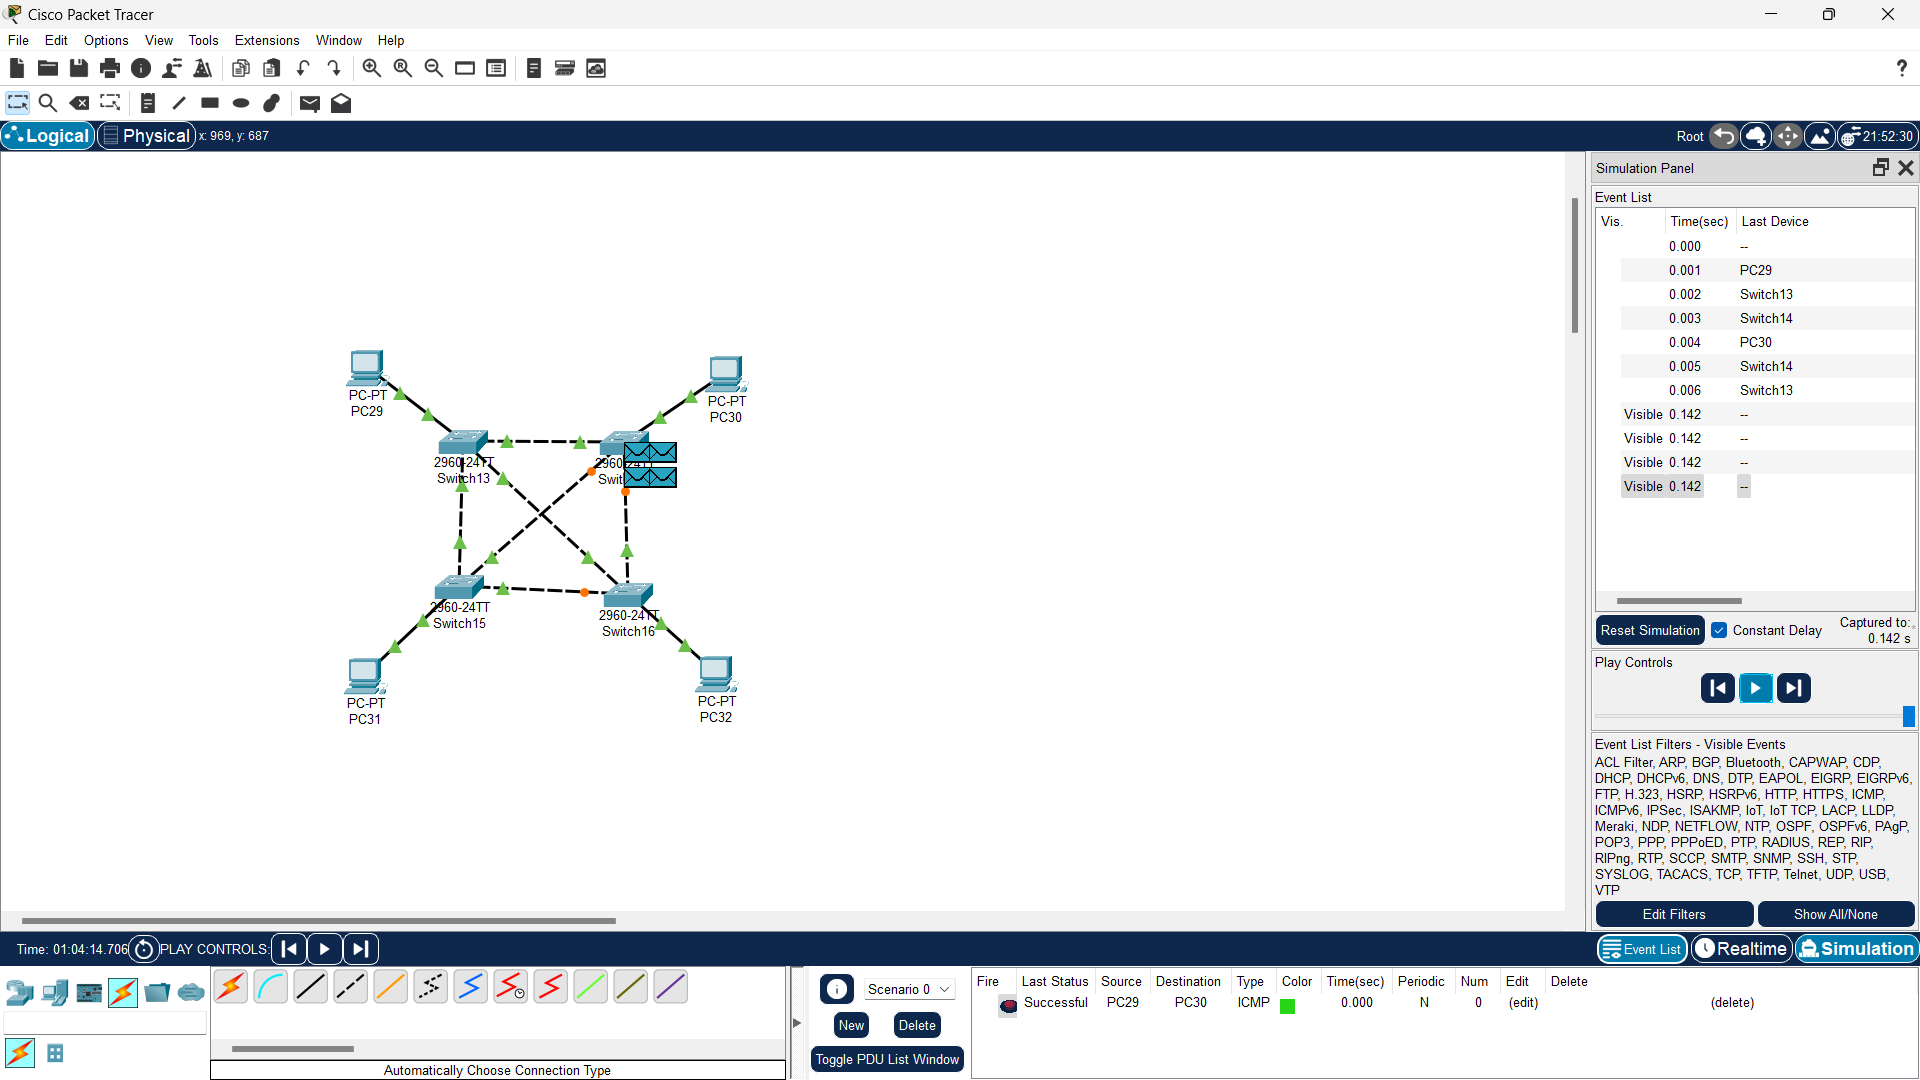 Cisco Packet Tracer
File Edit Options View Tools Extensions Window Help
Logical Physical x: 969, y: 687 Root 21:52:30
Simulation Panel
Event List
Vis. Time(sec) Last Device
0.000 --
0.001 PC29
0.002 Switch13
0.003 Switch14
0.004 PC30
0.005 Switch14
0.006 Switch13
Visible 0.142 --
Visible 0.142 --
Visible 0.142 --
Visible 0.142 --
Reset Simulation Constant Delay Captured to:
0.142 s
Play Controls
Event List Filters - Visible Events
ACL Filter, ARP, BGP, Bluetooth, CAPWAP, CDP,
DHCP, DHCPv6, DNS, DTP, EAPOL, EIGRP, EIGRPv6,
FTP, H.323, HSRP, HSRPv6, HTTP, HTTPS, ICMP,
ICMPv6, IPSec, ISAKMP, IoT, IoT TCP, LACP, LLDP,
Meraki, NDP, NETFLOW, NTP, OSPF, OSPFv6, PAgP,
POP3, PPP, PPPoED, PTP, RADIUS, REP, RIP,
RIPng, RTP, SCCP, SMTP, SNMP, SSH, STP,
SYSLOG, TACACS, TCP, TFTP, Telnet, UDP, USB,
VTP
Edit Filters Show All/None
PC-PT
PC29
PC-PT
PC30
2960-24TT
Switch13
2960-24TT
2960-24TT
Switch15
2960-24TT
Switch16
PC-PT
PC31
PC-PT
PC32
Time: 01:04:14.706 PLAY CONTROLS: Event List Realtime Simulation
Automatically Choose Connection Type
Scenario 0
New Delete
Toggle PDU List Window
Fire Last Status Source Destination Type Color Time(sec) Periodic Num Edit Delete
Successful PC29 PC30 ICMP 0.000 N 0 (edit) (delete)